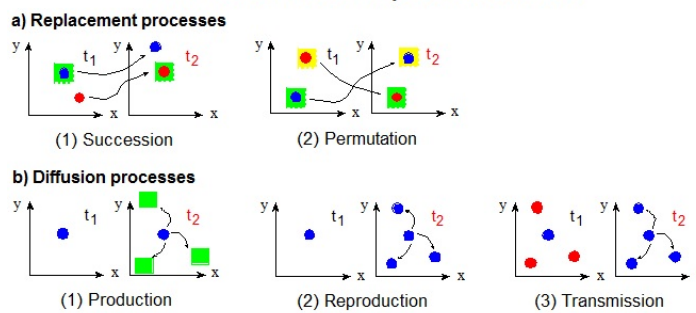 a) Replacement processes
y t1 y t2
x x
(1) Succession
y t1 y t2
x x
(2) Permutation
b) Diffusion processes
y t1 y t2
x x
(1) Production
y t1 y t2
x x
(2) Reproduction
y t1 y t2
x x
(3) Transmission